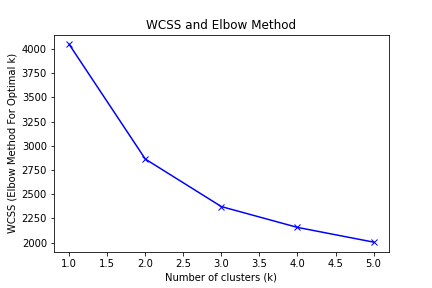 WCSS and Elbow Method
WCSS (Elbow Method For Optimal k)
4000
3750
3500
3250
3000
2750
2500
2250
2000
1.0 1.5 2.0 2.5 3.0 3.5 4.0 4.5 5.0
Number of clusters (k)